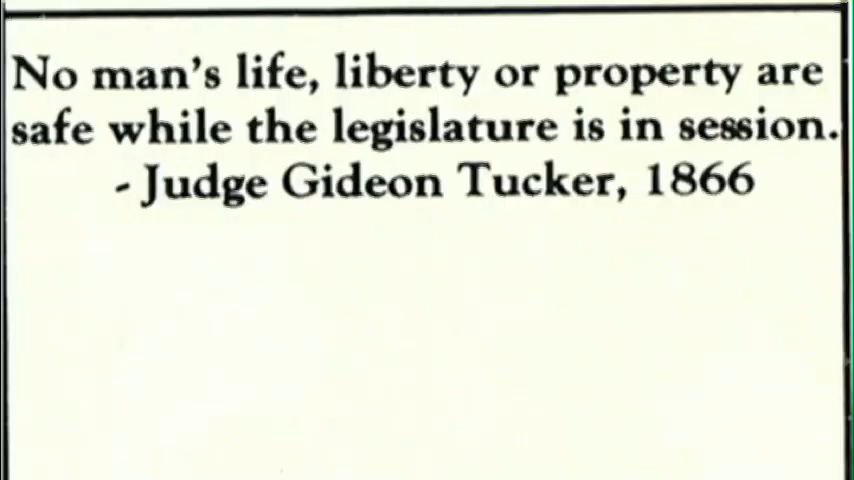 No man's life, liberty or property are
safe while the legislature is in session.
- Judge Gideon Tucker, 1866